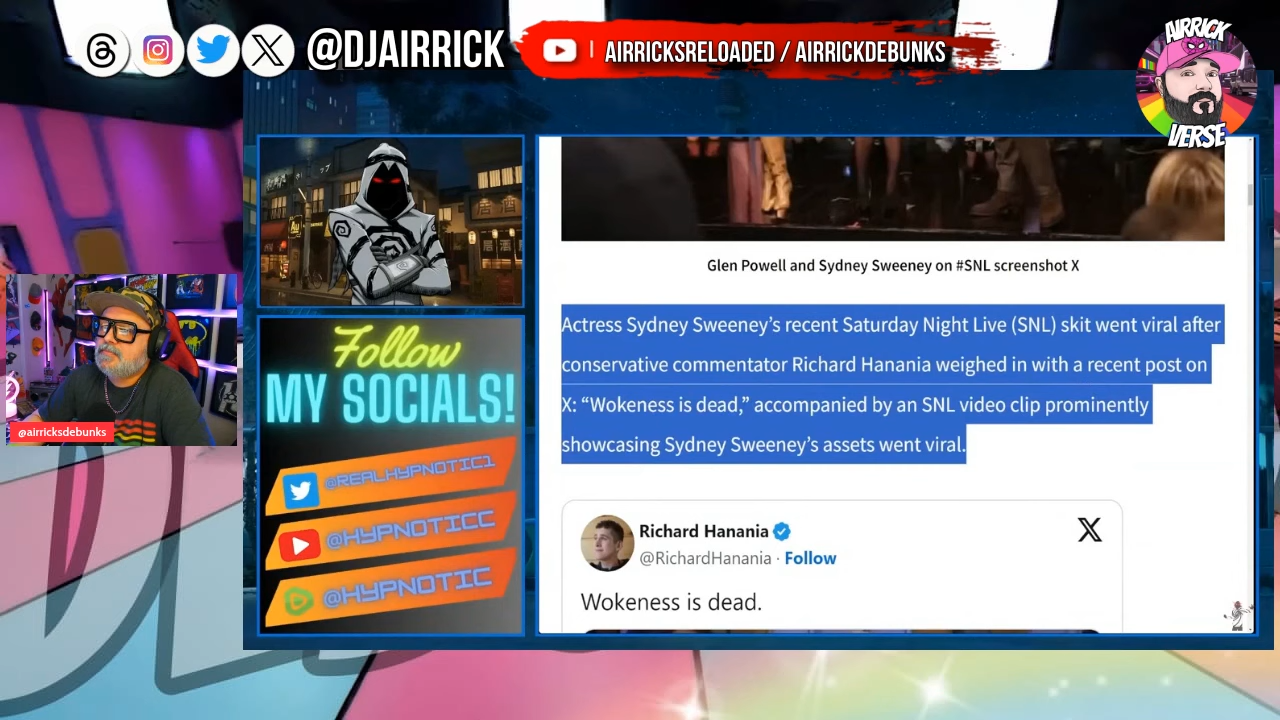 @DJAIRRICK
AIRRICKSRELOADED / AIRRICKDEBUNKS
AIRRICK
VERSE
Glen Powell and Sydney Sweeney on #SNL screenshot X
Actress Sydney Sweeney’s recent Saturday Night Live (SNL) skit went viral after
conservative commentator Richard Hanania weighed in with a recent post on
X: “Wokeness is dead,” accompanied by an SNL video clip prominently
showcasing Sydney Sweeney’s assets went viral.
Richard Hanania
@RichardHanania · Follow
Wokeness is dead.
Follow
MY SOCIALS!
@REALHYPNOTIC1
@HYPNOTICC
@HYPNOTIC
@airricksdebunks